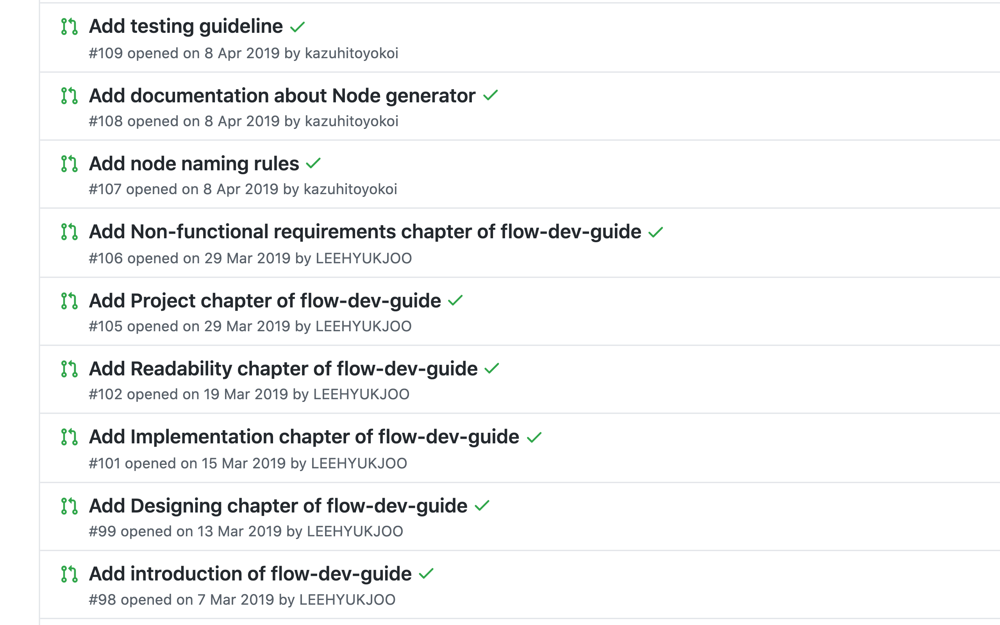 Add testing guideline
#109 opened on 8 Apr 2019 by kazuhitoyokoi
Add documentation about Node generator
#108 opened on 8 Apr 2019 by kazuhitoyokoi
Add node naming rules
#107 opened on 8 Apr 2019 by kazuhitoyokoi
Add Non-functional requirements chapter of flow-dev-guide
#106 opened on 29 Mar 2019 by LEEHYUKJOO
Add Project chapter of flow-dev-guide
#105 opened on 29 Mar 2019 by LEEHYUKJOO
Add Readability chapter of flow-dev-guide
#102 opened on 19 Mar 2019 by LEEHYUKJOO
Add Implementation chapter of flow-dev-guide
#101 opened on 15 Mar 2019 by LEEHYUKJOO
Add Designing chapter of flow-dev-guide
#99 opened on 13 Mar 2019 by LEEHYUKJOO
Add introduction of flow-dev-guide
#98 opened on 7 Mar 2019 by LEEHYUKJOO